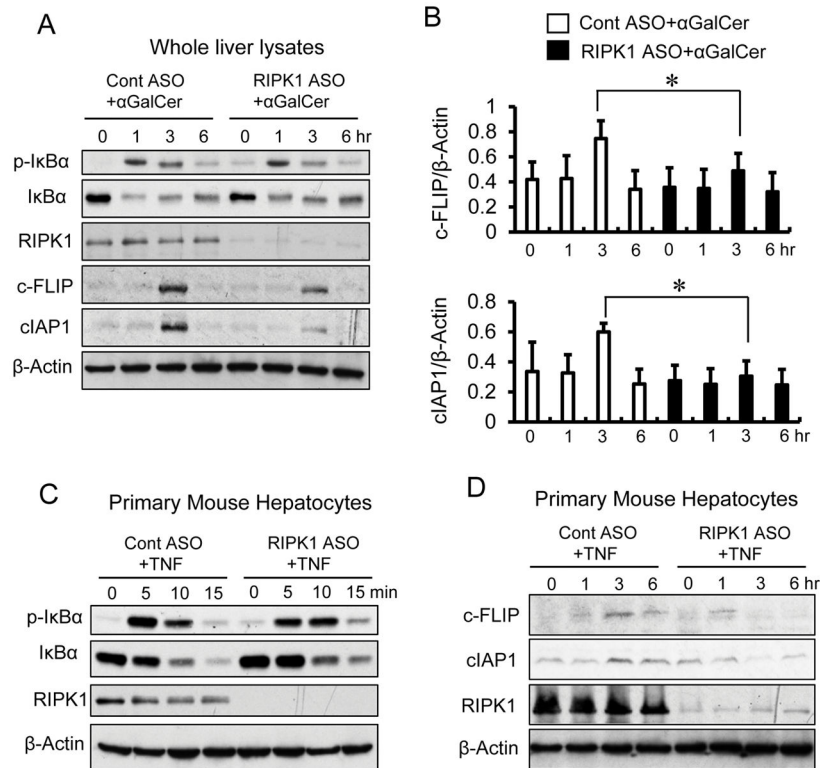 A
Whole liver lysates
Cont ASO
+αGalCer
RIPK1 ASO
+αGalCer
0 1 3 6 0 1 3 6 hr
p-IκBα
IκBα
RIPK1
c-FLIP
cIAP1
β-Actin
B
Cont ASO+αGalCer
RIPK1 ASO+αGalCer
*
c-FLIP/β-Actin
1
0.8
0.6
0.4
0.2
0
0 1 3 6 0 1 3 6 hr
*
cIAP1/β-Actin
0.8
0.6
0.4
0.2
0
0 1 3 6 0 1 3 6 hr
C
Primary Mouse Hepatocytes
Cont ASO
+TNF
RIPK1 ASO
+TNF
0 5 10 15 0 5 10 15 min
p-IκBα
IκBα
RIPK1
β-Actin
D
Primary Mouse Hepatocytes
Cont ASO
+TNF
RIPK1 ASO
+TNF
0 1 3 6 0 1 3 6 hr
c-FLIP
cIAP1
RIPK1
β-Actin